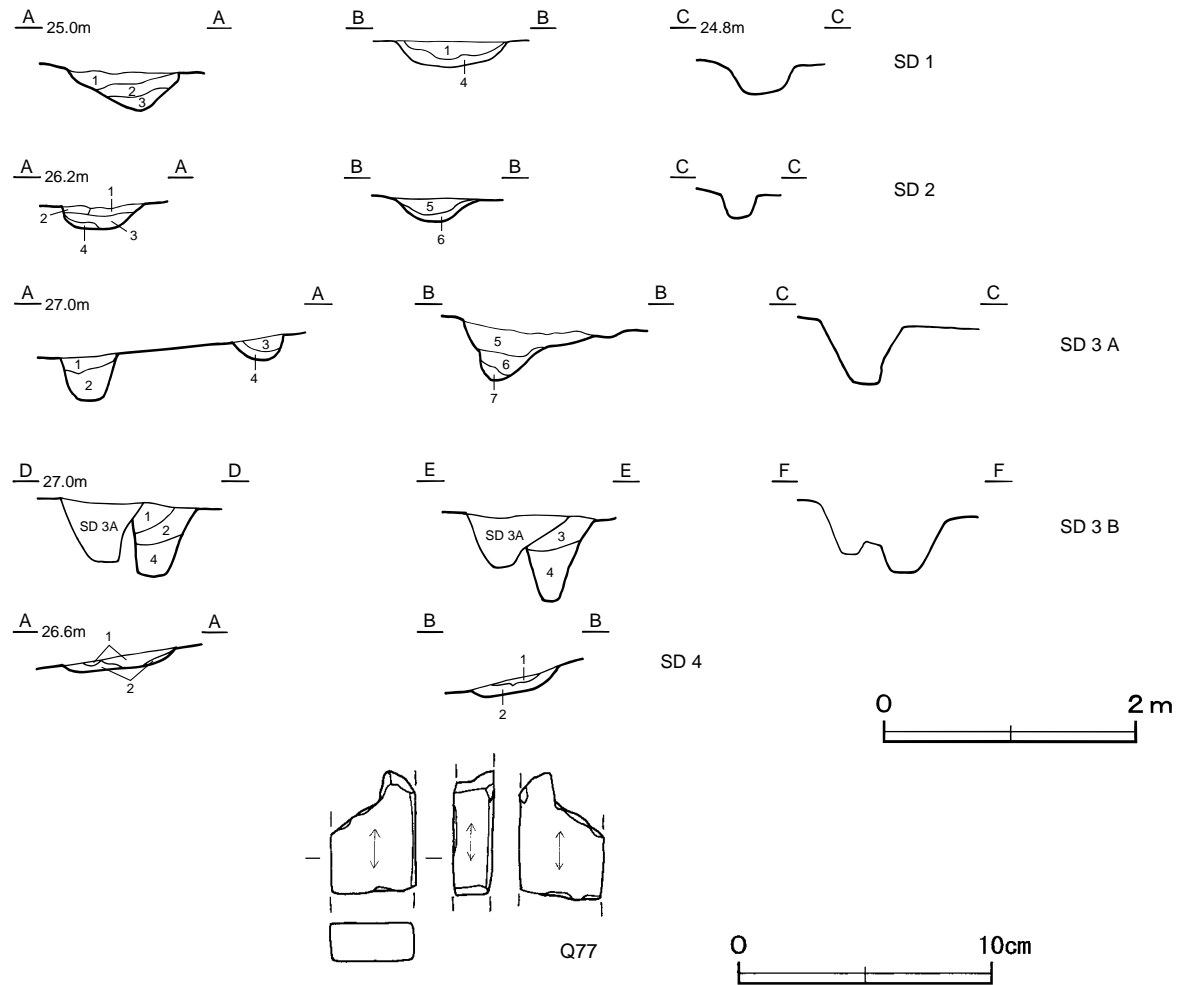 A 25.0m A B B C 24.8m C
1 2 3 1 4 SD 1
A 26.2m A B B C C
1 2 3 4 5 6 SD 2
A 27.0m A B B C C
1 2 3 4 5 6 7 SD 3 A
D 27.0m D E E F F
SD 3A 1 2 4 SD 3A 3 4 SD 3 B
A 26.6m A B B
1 2 1 2 SD 4
0 2 m
Q77
0 10cm